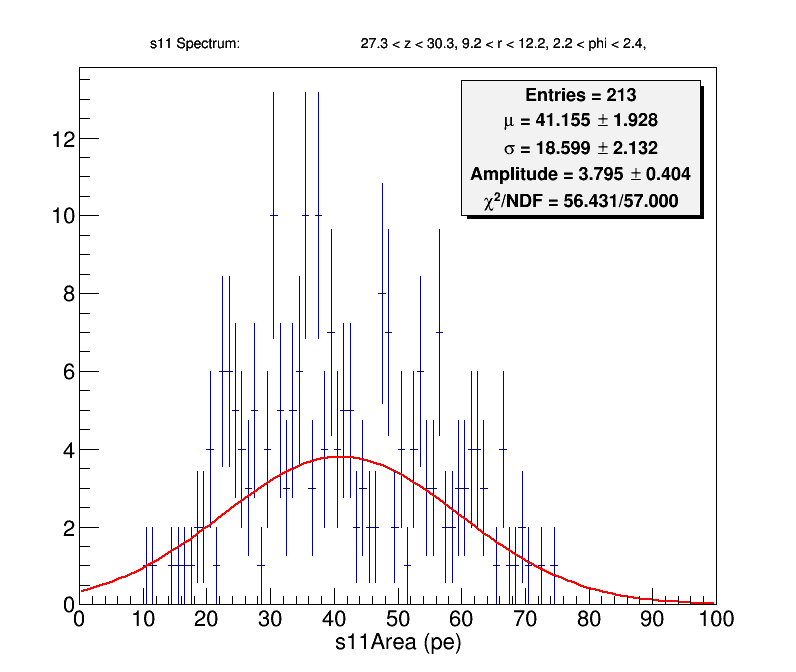 s11 Spectrum: 27.3 < z < 30.3, 9.2 < r < 12.2, 2.2 < phi < 2.4,
Entries = 213
μ = 41.155 ± 1.928
σ = 18.599 ± 2.132
Amplitude = 3.795 ± 0.404
χ²/NDF = 56.431/57.000
12
10
8
6
4
2
0
0 10 20 30 40 50 60 70 80 90 100
s11Area (pe)